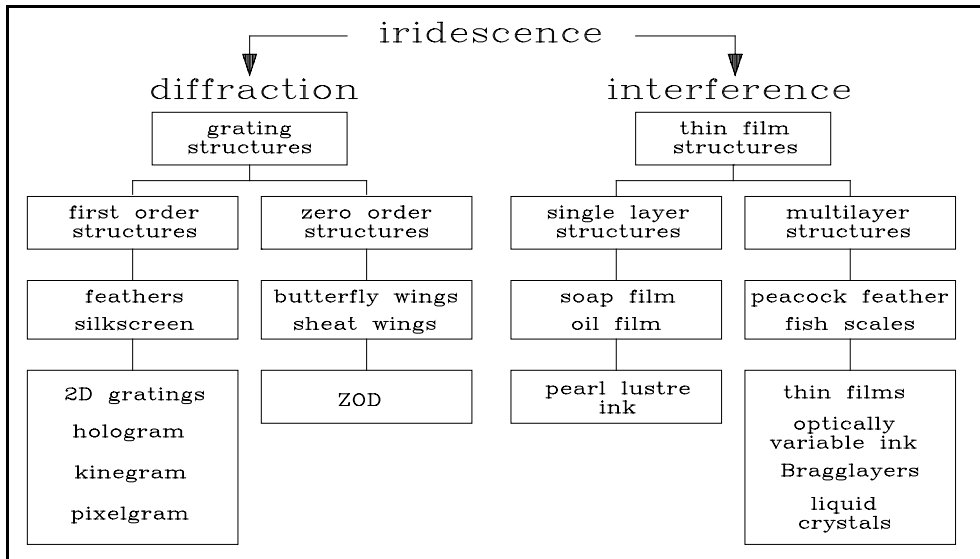 iridescence
diffraction
grating
structures
first order
structures
feathers
silkscreen
2D gratings
hologram
kinegram
pixelgram
zero order
structures
butterfly wings
sheat wings
ZOD
interference
thin film
structures
single layer
structures
soap film
oil film
pearl lustre
ink
multilayer
structures
peacock feather
fish scales
thin films
optically
variable ink
Bragglayers
liquid
crystals